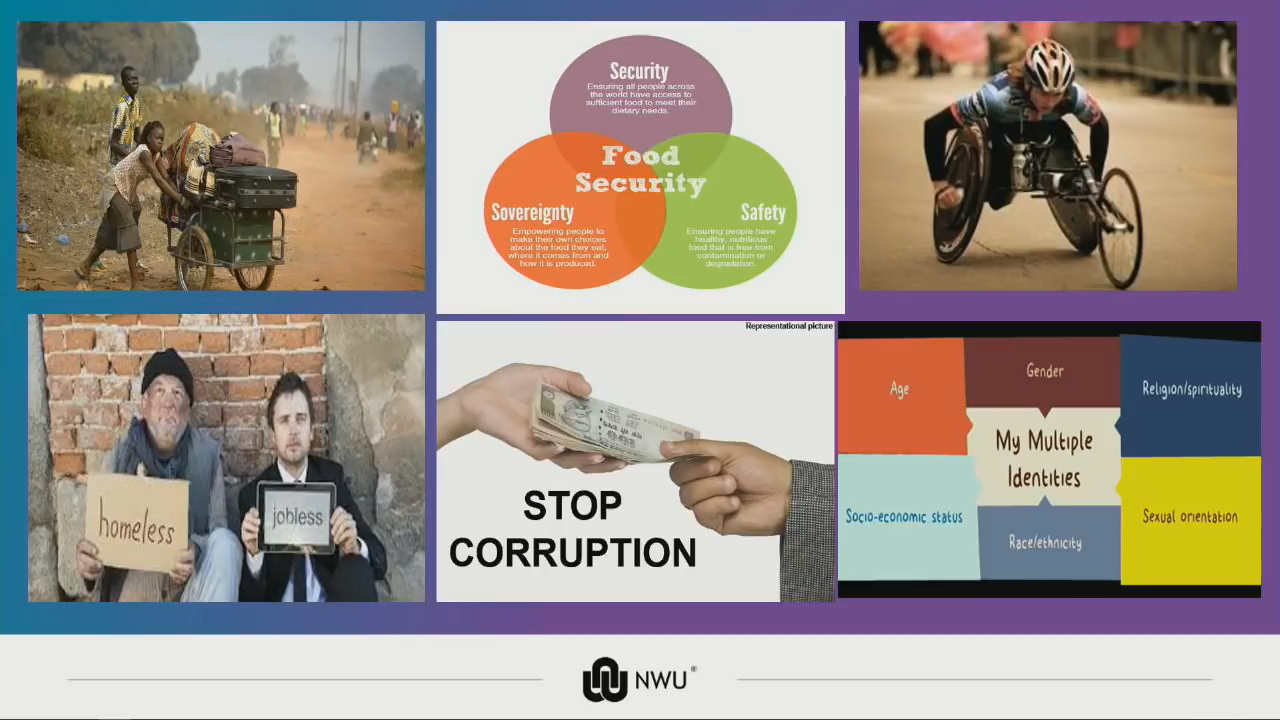 Security
Ensuring all people across
the world have access to
sufficient food to meet their
dietary needs.
Food
Security
Sovereignty
Empowering people to
make their own choices
about the food they eat,
where it comes from and
how it is produced.
Safety
Ensuring people have
healthy, nutritious
food that is free from
contamination or
degradation.
homeless
jobless
Representational picture
STOP
CORRUPTION
Age
Gender
Religion/spirituality
My Multiple
Identities
Socio-economic status
Race/ethnicity
Sexual orientation
NWU®